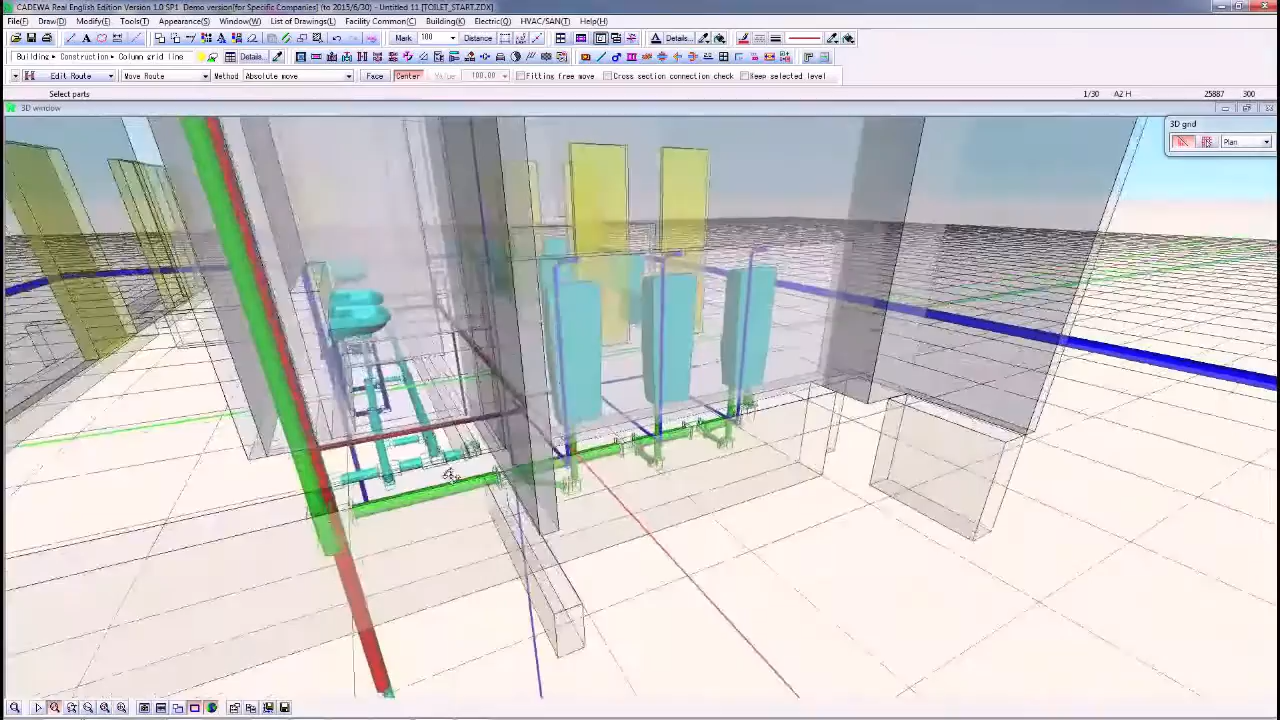 CADEWA Real English Edition Version 1.0 SP1 Demo version[for Specific Companies] (to 2015/6/30) - Untitled 11 [TOILET_START.ZDX]
File(F) Draw(D) Modify(E) Tools(T) Appearance(S) Window(W) List of Drawings(L) Facility Common(C) Building(K) Electric(Q) HVAC/SAN(T) Help(H)
Mark 100 Distance Details...
Building ▸ Construction ▸ Column grid line Details...
Edit Route Move Route Method Absolute move Face Center Value 100.00 Fitting free move Cross section connection check Keep selected level
Select parts 1/30 A2 H 25887 300
3D window
3D grid
Plan